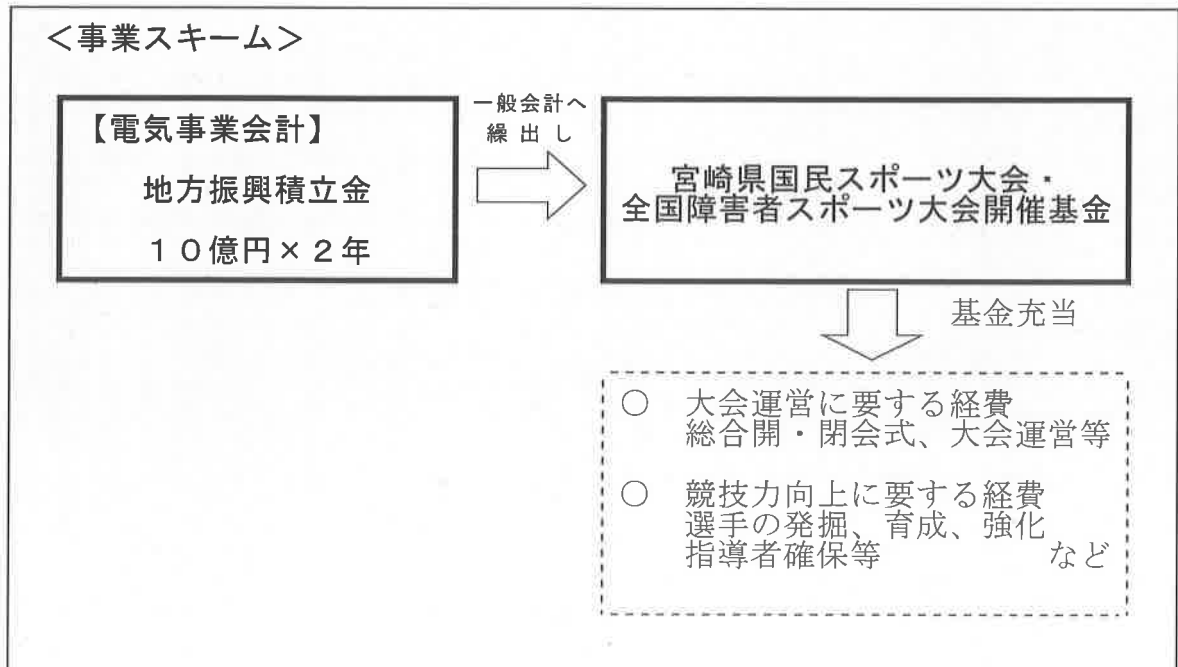 ＜事業スキーム＞
【電気事業会計】
地方振興積立金
１０億円×２年
一般会計へ
繰出し
宮崎県国民スポーツ大会・
全国障害者スポーツ大会開催基金
基金充当
○　大会運営に要する経費
総合開・閉会式、大会運営等
○　競技力向上に要する経費
選手の発掘、育成、強化
指導者確保等　　　　など